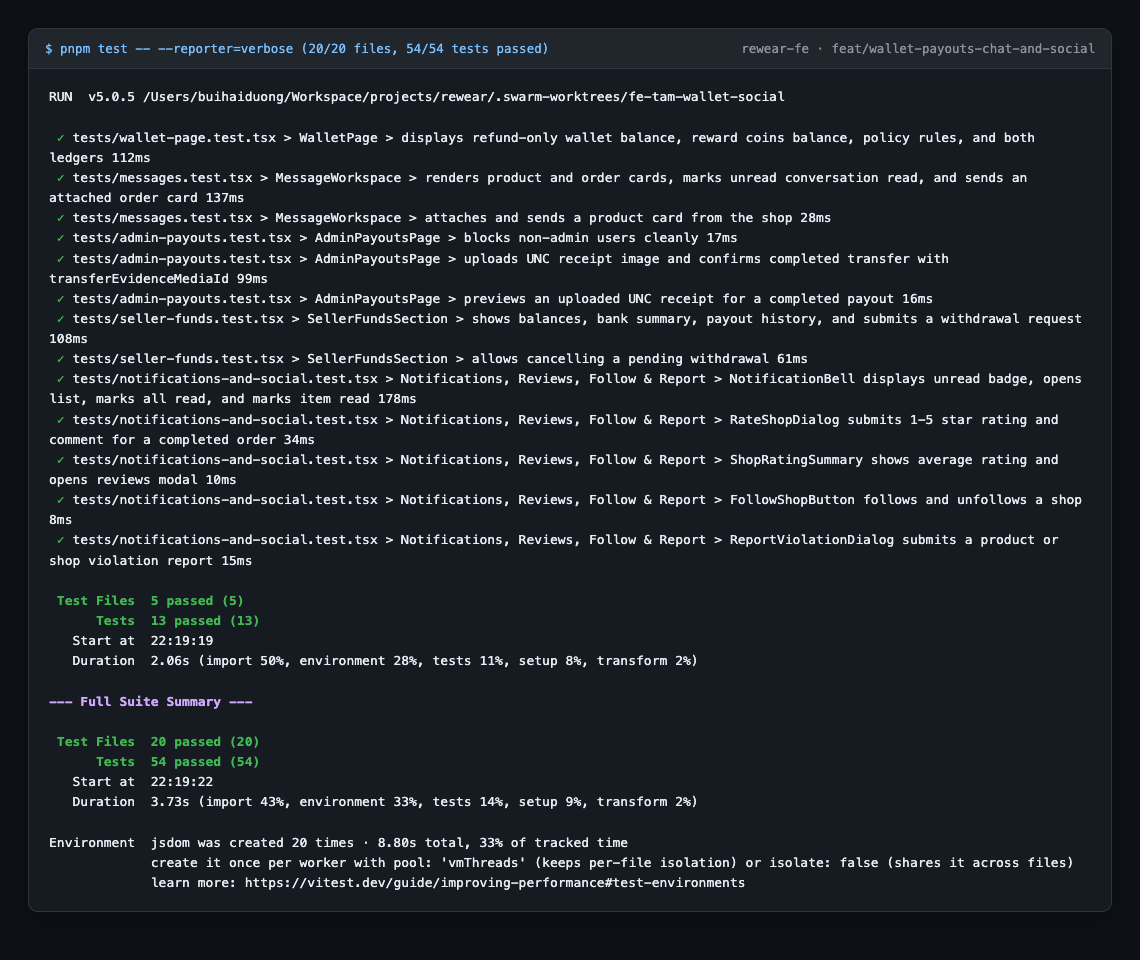 $ pnpm test -- --reporter=verbose (20/20 files, 54/54 tests passed)
rewear-fe · feat/wallet-payouts-chat-and-social
RUN  v5.0.5 /Users/buihaiduong/Workspace/projects/rewear/.swarm-worktrees/fe-tam-wallet-social
✓ tests/wallet-page.test.tsx > WalletPage > displays refund-only wallet balance, reward coins balance, policy rules, and both
ledgers 112ms
✓ tests/messages.test.tsx > MessageWorkspace > renders product and order cards, marks unread conversation read, and sends an
attached order card 137ms
✓ tests/messages.test.tsx > MessageWorkspace > attaches and sends a product card from the shop 28ms
✓ tests/admin-payouts.test.tsx > AdminPayoutsPage > blocks non-admin users cleanly 17ms
✓ tests/admin-payouts.test.tsx > AdminPayoutsPage > uploads UNC receipt image and confirms completed transfer with
transferEvidenceMediaId 99ms
✓ tests/admin-payouts.test.tsx > AdminPayoutsPage > previews an uploaded UNC receipt for a completed payout 16ms
✓ tests/seller-funds.test.tsx > SellerFundsSection > shows balances, bank summary, payout history, and submits a withdrawal request
108ms
✓ tests/seller-funds.test.tsx > SellerFundsSection > allows cancelling a pending withdrawal 61ms
✓ tests/notifications-and-social.test.tsx > Notifications, Reviews, Follow & Report > NotificationBell displays unread badge, opens
list, marks all read, and marks item read 178ms
✓ tests/notifications-and-social.test.tsx > Notifications, Reviews, Follow & Report > RateShopDialog submits 1-5 star rating and
comment for a completed order 34ms
✓ tests/notifications-and-social.test.tsx > Notifications, Reviews, Follow & Report > ShopRatingSummary shows average rating and
opens reviews modal 10ms
✓ tests/notifications-and-social.test.tsx > Notifications, Reviews, Follow & Report > FollowShopButton follows and unfollows a shop
8ms
✓ tests/notifications-and-social.test.tsx > Notifications, Reviews, Follow & Report > ReportViolationDialog submits a product or
shop violation report 15ms
Test Files  5 passed (5)
Tests  13 passed (13)
Start at  22:19:19
Duration  2.06s (import 50%, environment 28%, tests 11%, setup 8%, transform 2%)
--- Full Suite Summary ---
Test Files  20 passed (20)
Tests  54 passed (54)
Start at  22:19:22
Duration  3.73s (import 43%, environment 33%, tests 14%, setup 9%, transform 2%)
Environment  jsdom was created 20 times · 8.80s total, 33% of tracked time
create it once per worker with pool: 'vmThreads' (keeps per-file isolation) or isolate: false (shares it across files)
learn more: https://vitest.dev/guide/improving-performance#test-environments